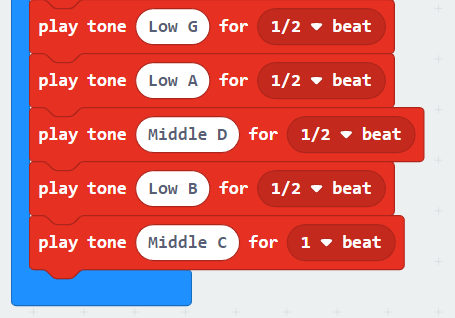 play tone Low G for 1/2 beat
play tone Low A for 1/2 beat
play tone Middle D for 1/2 beat
play tone Low B for 1/2 beat
play tone Middle C for 1 beat